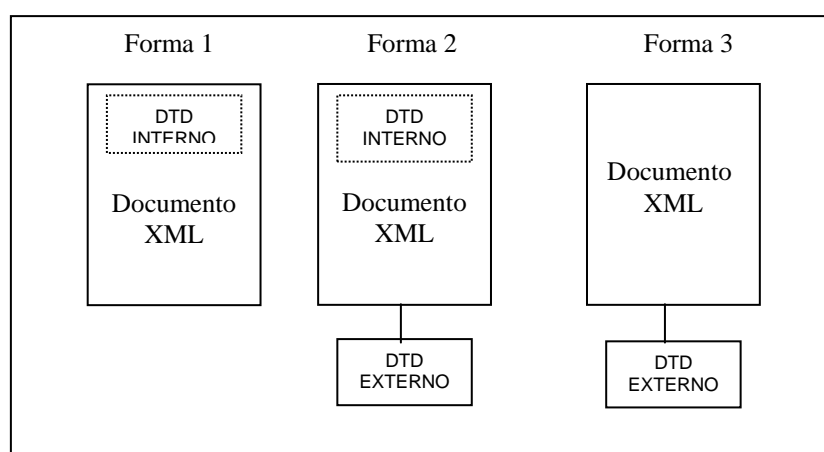 Forma 1
Forma 2
Forma 3
DTD
INTERNO
Documento
XML
DTD
INTERNO
Documento
XML
DTD
EXTERNO
Documento
XML
DTD
EXTERNO